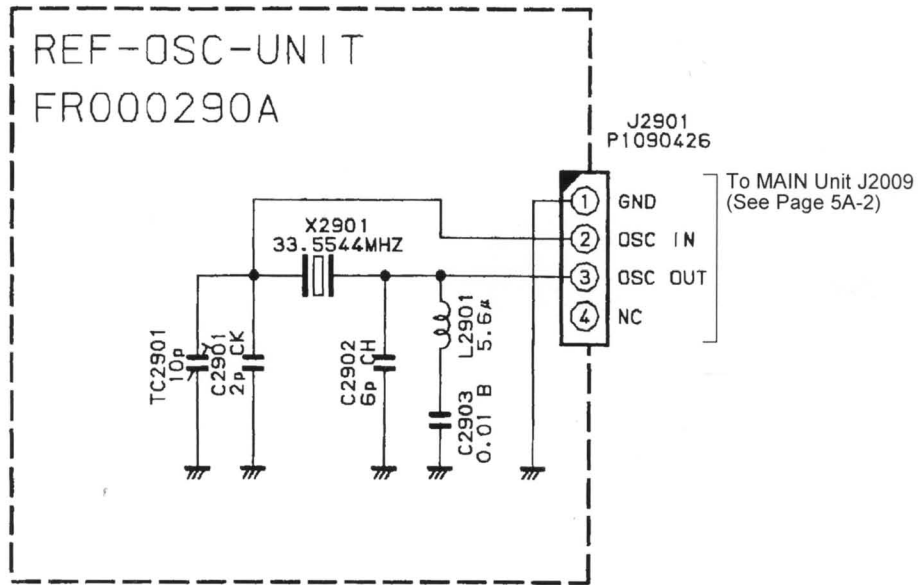 REF-OSC-UNIT
FR000290A
J2901
P1090426
To MAIN Unit J2009
(See Page 5A-2)
1 GND
2 OSC IN
3 OSC OUT
4 NC
X2901
33.5544MHZ
TC2901
10p
C2901
2p CK
C2902
6p CH
L2901
5.6μ
C2903
0.01 B